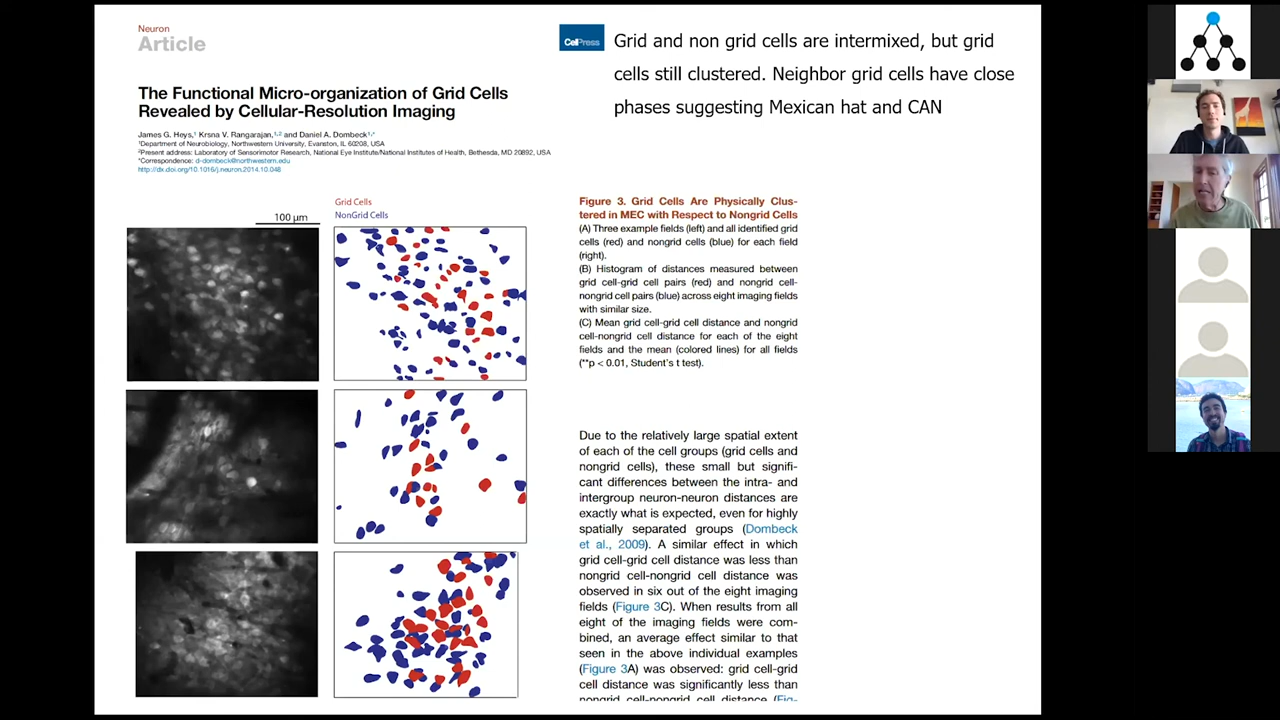 Neuron
Article
CellPress
Grid and non grid cells are intermixed, but grid
cells still clustered. Neighbor grid cells have close
phases suggesting Mexican hat and CAN
The Functional Micro-organization of Grid Cells
Revealed by Cellular-Resolution Imaging
James G. Heys,¹ Krsna V. Rangarajan,¹,² and Daniel A. Dombeck¹,*
¹Department of Neurobiology, Northwestern University, Evanston, IL 60208, USA
²Present address: Laboratory of Sensorimotor Research, National Eye Institute/National Institutes of Health, Bethesda, MD 20892, USA
*Correspondence: d-dombeck@northwestern.edu
http://dx.doi.org/10.1016/j.neuron.2014.10.048
100 µm
Grid Cells
NonGrid Cells
Figure 3. Grid Cells Are Physically Clus-
tered in MEC with Respect to Nongrid Cells
(A) Three example fields (left) and all identified grid
cells (red) and nongrid cells (blue) for each field
(right).
(B) Histogram of distances measured between
grid cell-grid cell pairs (red) and nongrid cell-
nongrid cell pairs (blue) across eight imaging fields
with similar size.
(C) Mean grid cell-grid cell distance and nongrid
cell-nongrid cell distance for each of the eight
fields and the mean (colored lines) for all fields
(**p < 0.01, Student's t test).
Due to the relatively large spatial extent
of each of the cell groups (grid cells and
nongrid cells), these small but signifi-
cant differences between the intra- and
intergroup neuron-neuron distances are
exactly what is expected, even for highly
spatially separated groups (Dombeck
et al., 2009). A similar effect in which
grid cell-grid cell distance was less than
nongrid cell-nongrid cell distance was
observed in six out of the eight imaging
fields (Figure 3C). When results from all
eight of the imaging fields were com-
bined, an average effect similar to that
seen in the above individual examples
(Figure 3A) was observed: grid cell-grid
cell distance was significantly less than
nongrid cell-nongrid cell distance (Fig-